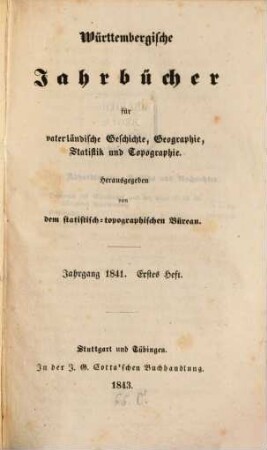 Württembergische
Jahrbücher
für
vaterländische Geschichte, Geographie,
Statistik und Topographie.
Herausgegeben
von
dem statistisch-topographischen Büreau.
Jahrgang 1841. Erstes Heft.
Stuttgart und Tübingen.
In der J. G. Cotta'schen Buchhandlung.
1843.